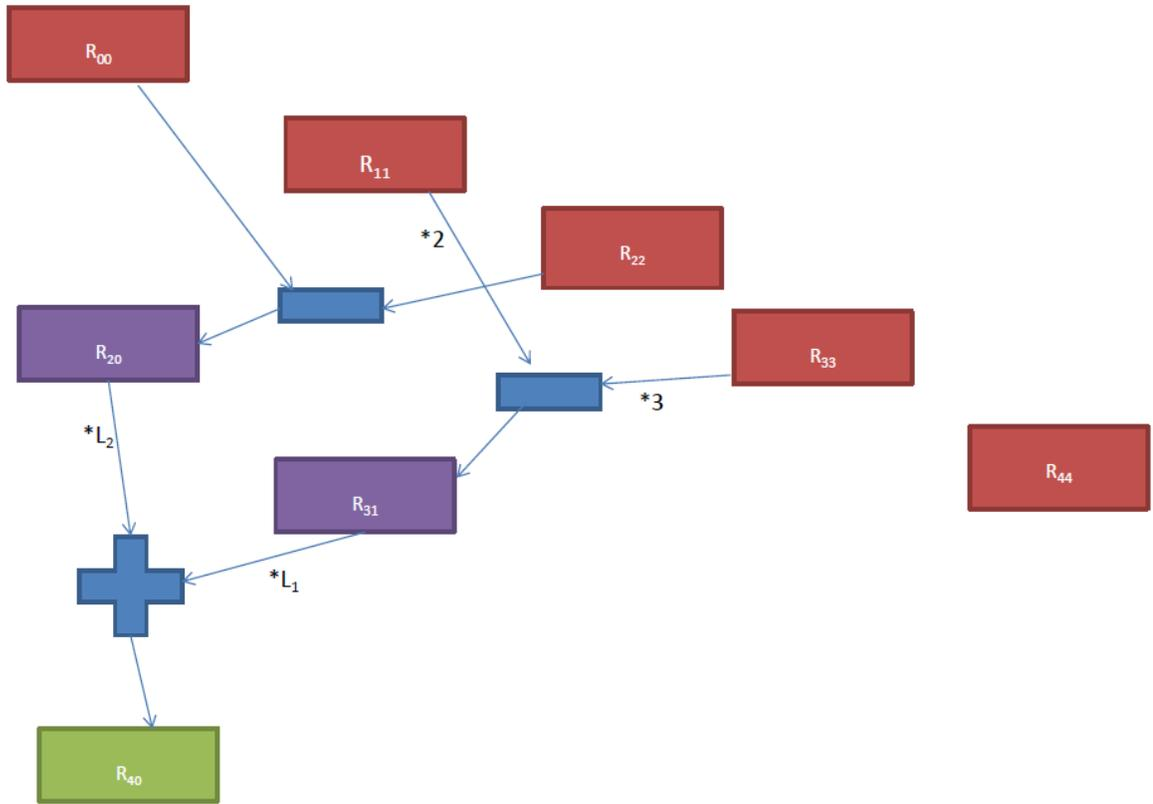 R₀₀
R₁₁
*2
R₂₂
R₂₀
R₃₃
*3
*L₂
R₄₄
R₃₁
*L₁
R₄₀